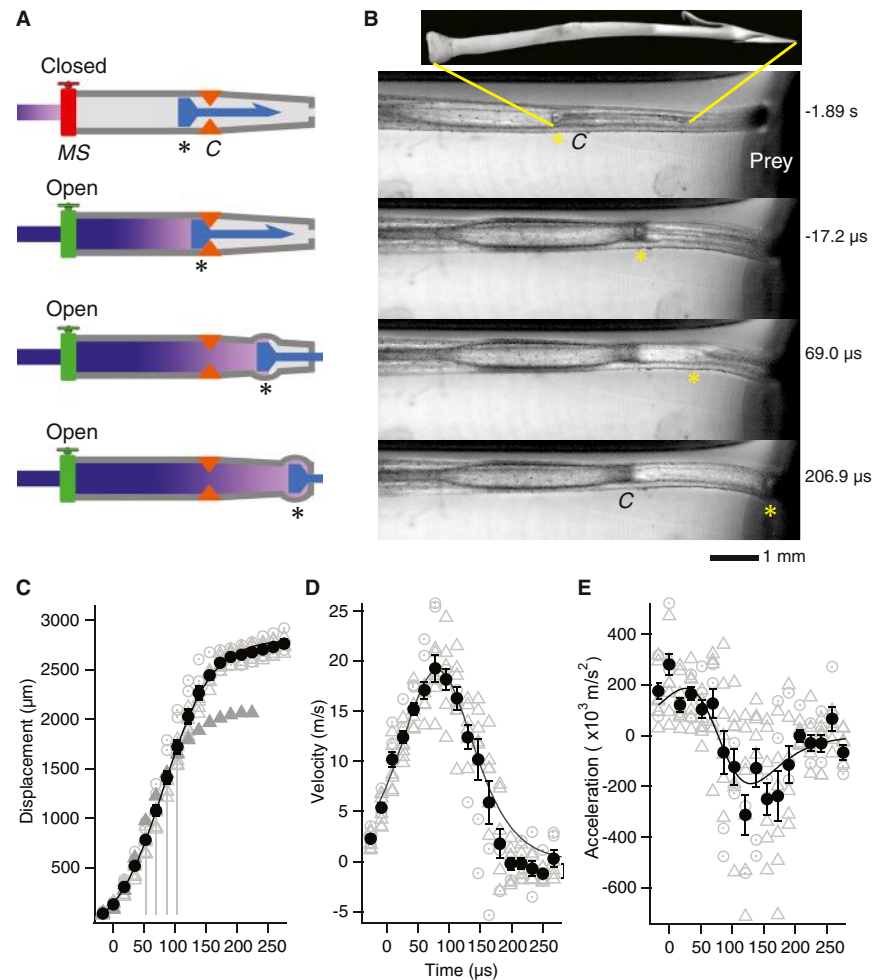 A
Closed
MS
*
C
Open
*
Open
*
Open
*
B
-1.89 s
*
C
Prey
-17.2 µs
*
69.0 µs
*
206.9 µs
C
*
1 mm
C
Displacement (µm)
3000
2500
2000
1500
1000
500
0 50 100 150 200 250
D
Velocity (m/s)
25
20
15
10
5
0
-5
0 50 100 150 200 250
Time (µs)
E
Acceleration ( x10³ m/s²)
400
200
0
-200
-400
-600
0 50 100 150 200 250